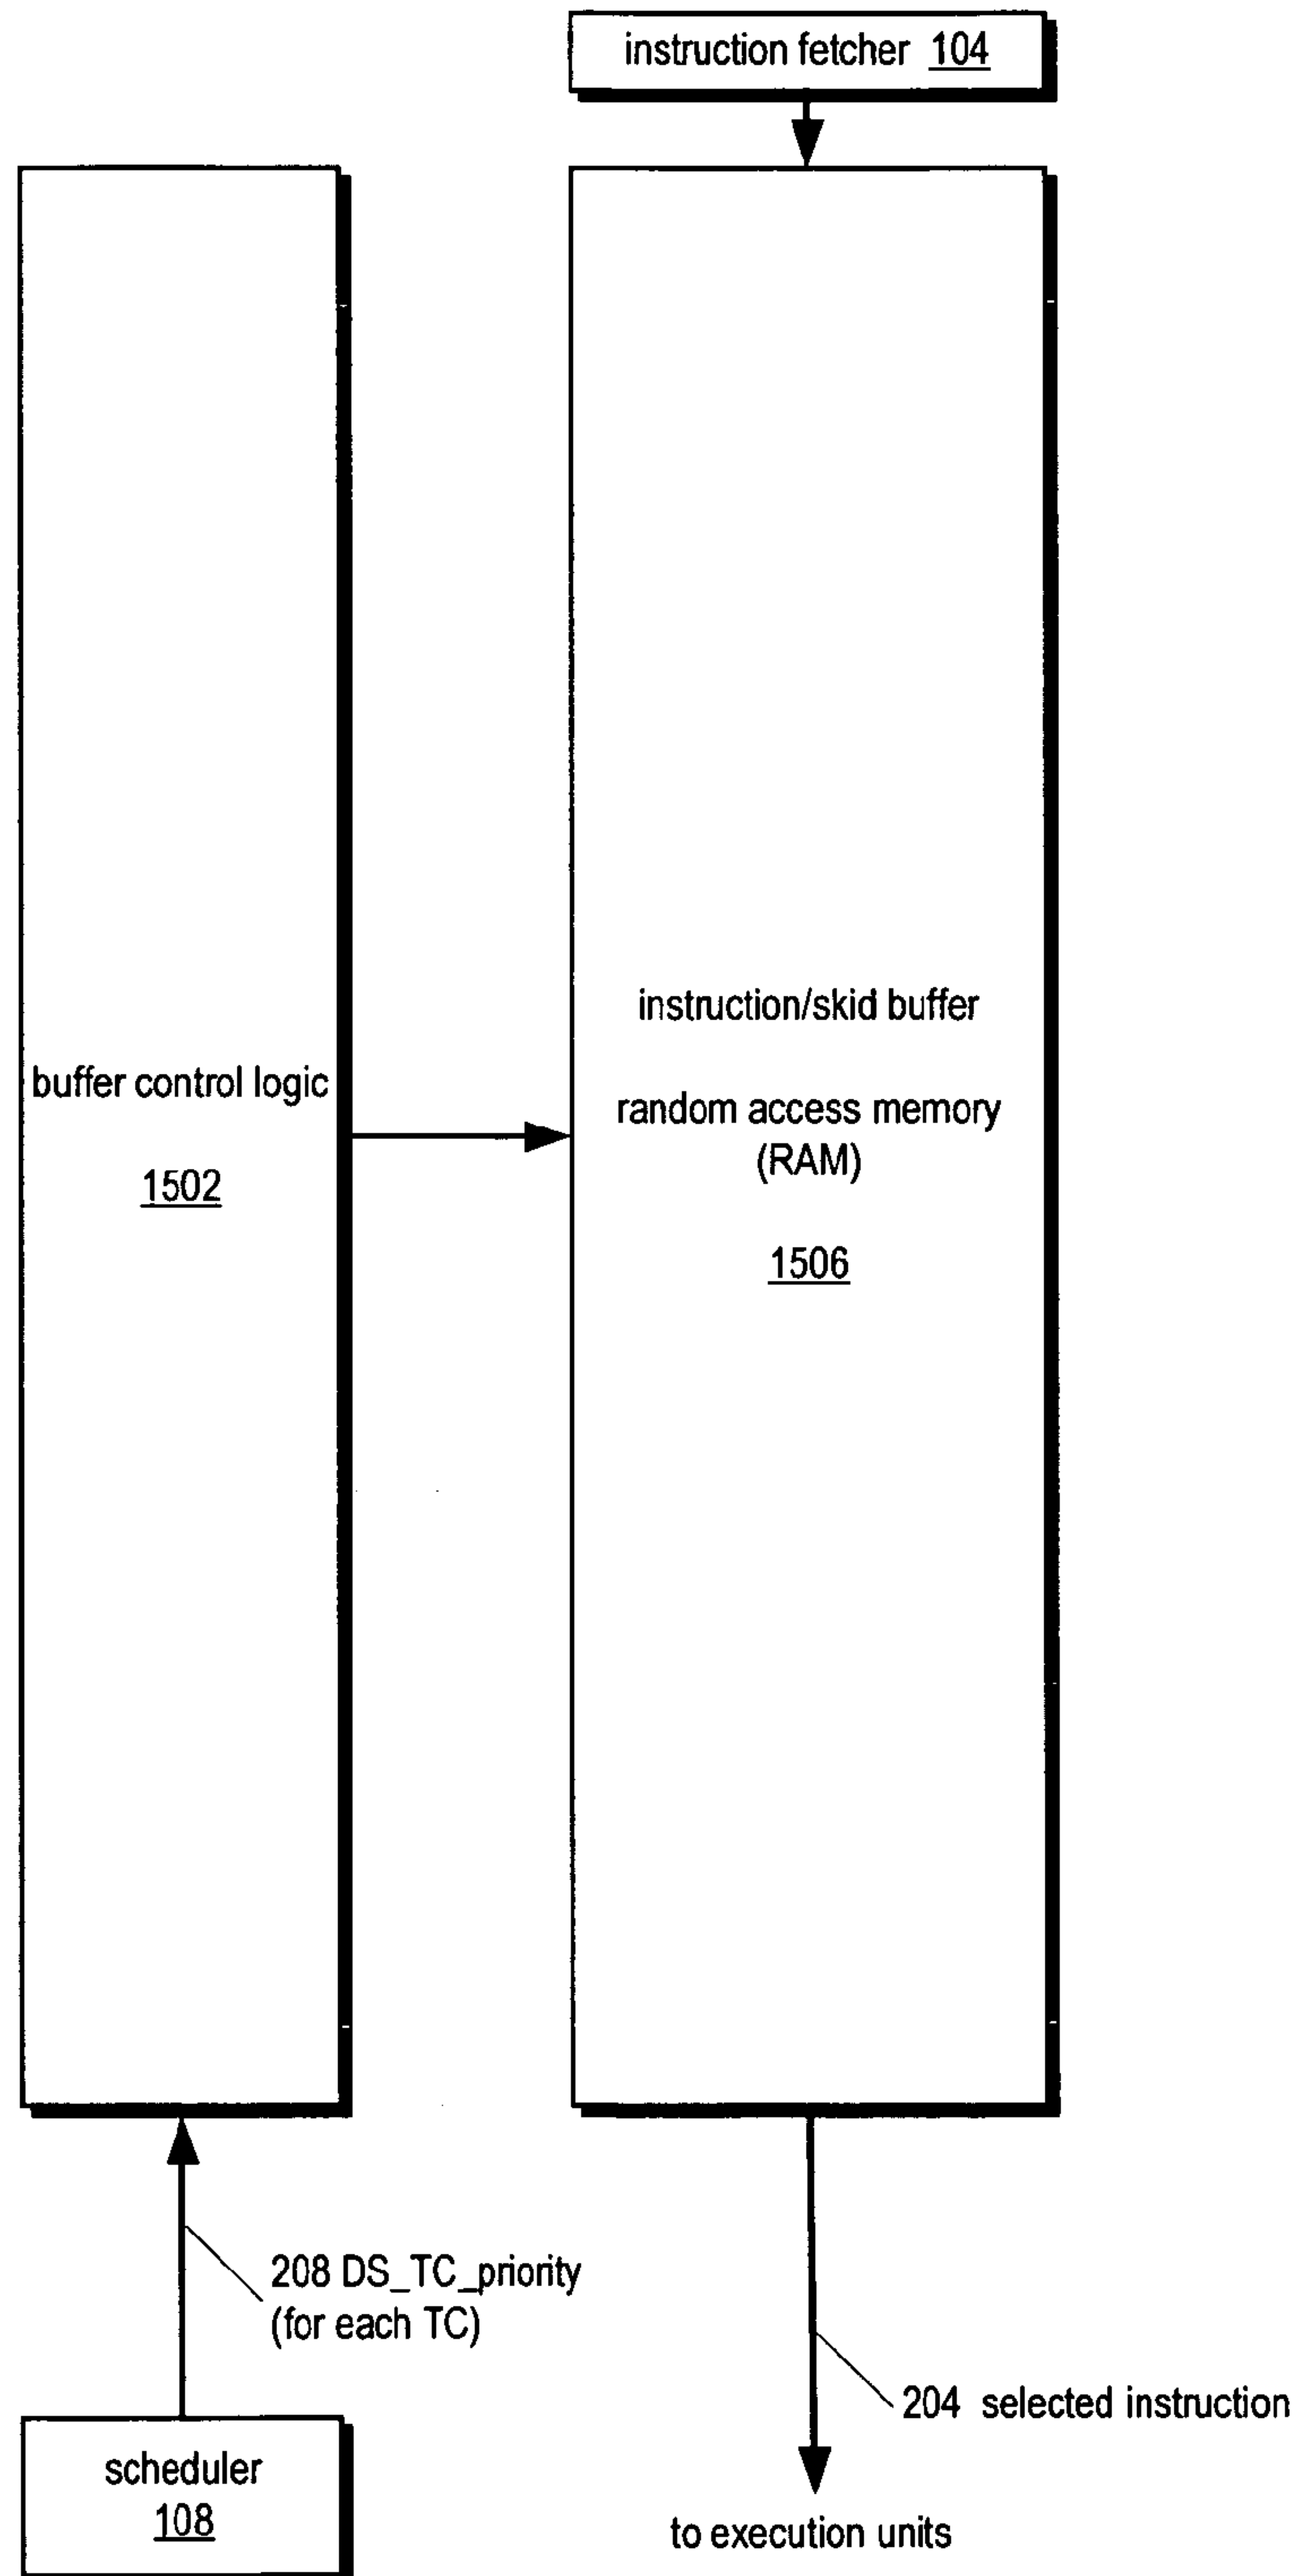 instruction fetcher 104
buffer control logic
1502
instruction/skid buffer
random access memory
(RAM)
1506
208 DS_TC_priority
(for each TC)
204 selected instruction
scheduler
108
to execution units